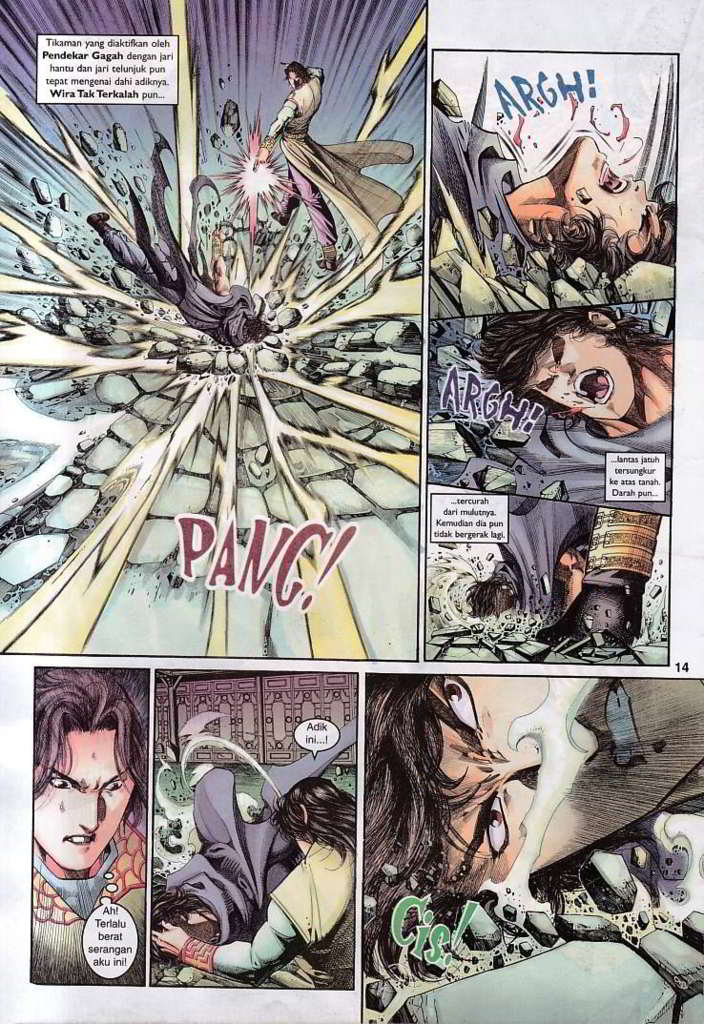 Tikaman yang diaktifkan oleh
Pendekar Gagah dengan jari
hantu dan jari telunjuk pun
tepat mengenai dahi adiknya.
Wira Tak Terkalah pun...
ARGH!
ARGH!
...lantas jatuh
tersungkur
ke atas tanah.
Darah pun...
...tercurah
dari mulutnya.
Kemudian dia pun
tidak bergerak lagi.
PANG!
14
Ah!
Terlalu
berat
serangan
aku ini!
Adik
ini...!
Cis!